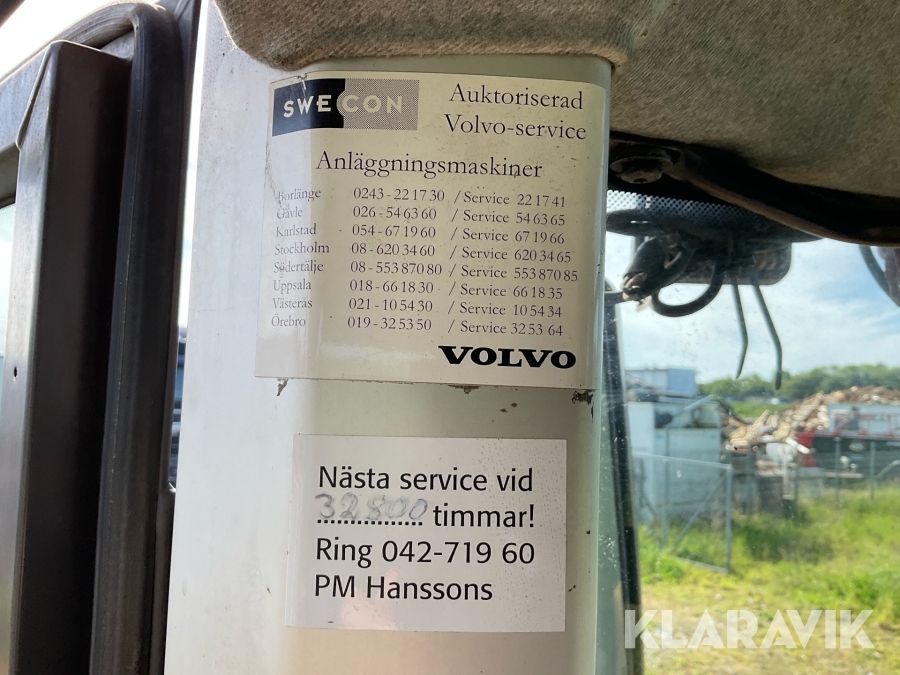 SWECON
Auktoriserad
Volvo-service
Anläggningsmaskiner
Borlänge 0243-22 17 30 / Service 22 17 41
Gävle 026-54 63 60 / Service 54 63 65
Karlstad 054-67 19 60 / Service 67 19 66
Stockholm 08-620 34 60 / Service 620 34 65
Södertälje 08-553 870 80 / Service 553 870 85
Uppsala 018-66 18 30 / Service 66 18 35
Västerås 021-10 54 30 / Service 10 54 34
Örebro 019-32 53 50 / Service 32 53 64
VOLVO
Nästa service vid
32800 timmar!
Ring 042-719 60
PM Hanssons
KLARAVIK